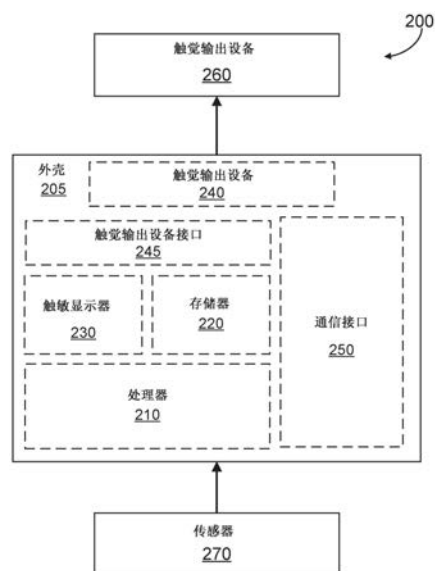 200
触觉输出设备
260
外壳
205
触觉输出设备
240
触觉输出设备接口
245
触敏显示器
230
存储器
220
通信接口
250
处理器
210
传感器
270